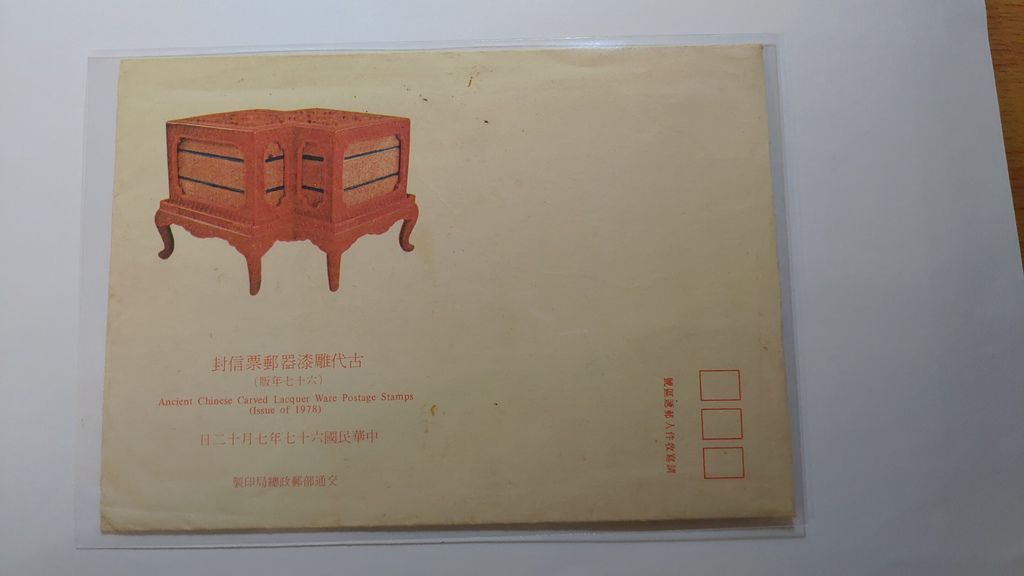 古代雕漆器郵票信封
(六十七年版)
Ancient Chinese Carved Lacquer Ware Postage Stamps
(Issue of 1978)
中華民國六十七年七月十二日
交通部郵政總局印製
請寫收件人郵遞區號